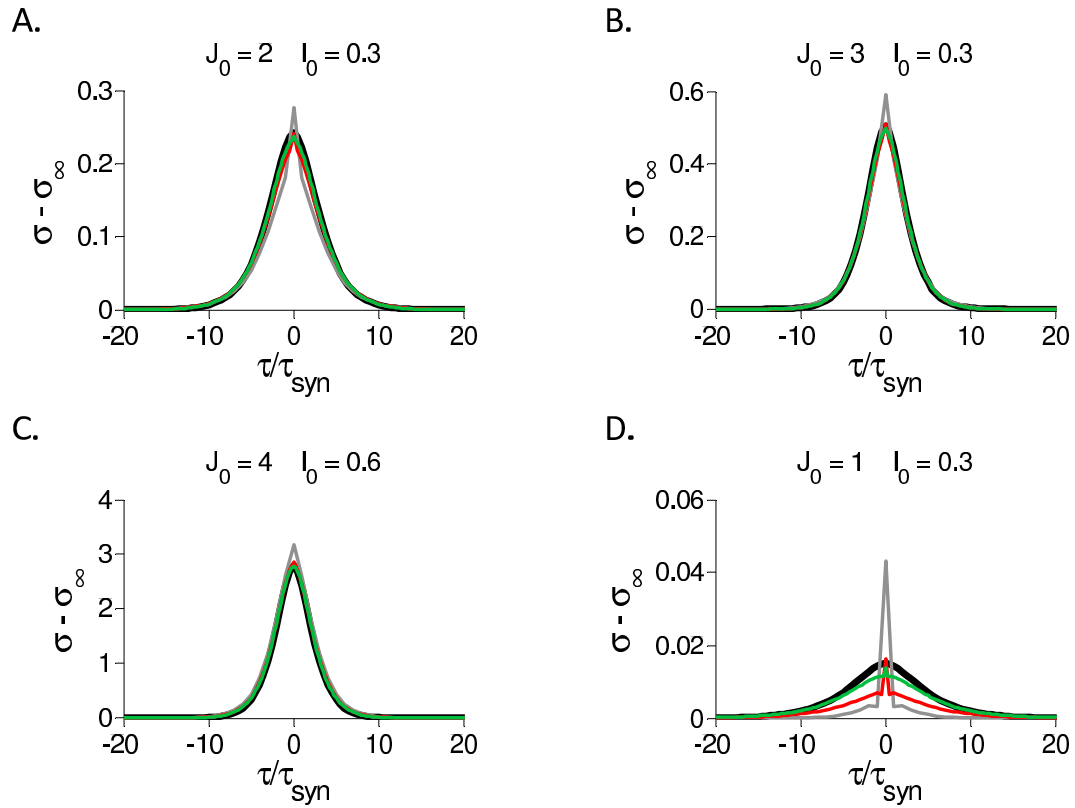 A.
J₀ = 2 I₀ = 0.3
0.3
0.2
0.1
0
σ - σ∞
-20 -10 0 10 20
τ/τsyn
B.
J₀ = 3 I₀ = 0.3
0.6
0.4
0.2
0
σ - σ∞
-20 -10 0 10 20
τ/τsyn
C.
J₀ = 4 I₀ = 0.6
4
3
2
1
0
σ - σ∞
-20 -10 0 10 20
τ/τsyn
D.
J₀ = 1 I₀ = 0.3
0.06
0.04
0.02
0
σ - σ∞
-20 -10 0 10 20
τ/τsyn